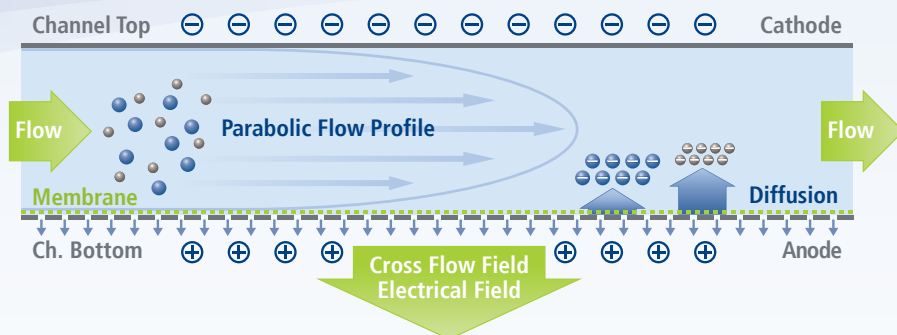 Channel Top
Cathode
Flow
Parabolic Flow Profile
Flow
Membrane
Diffusion
Ch. Bottom
Anode
Cross Flow Field
Electrical Field